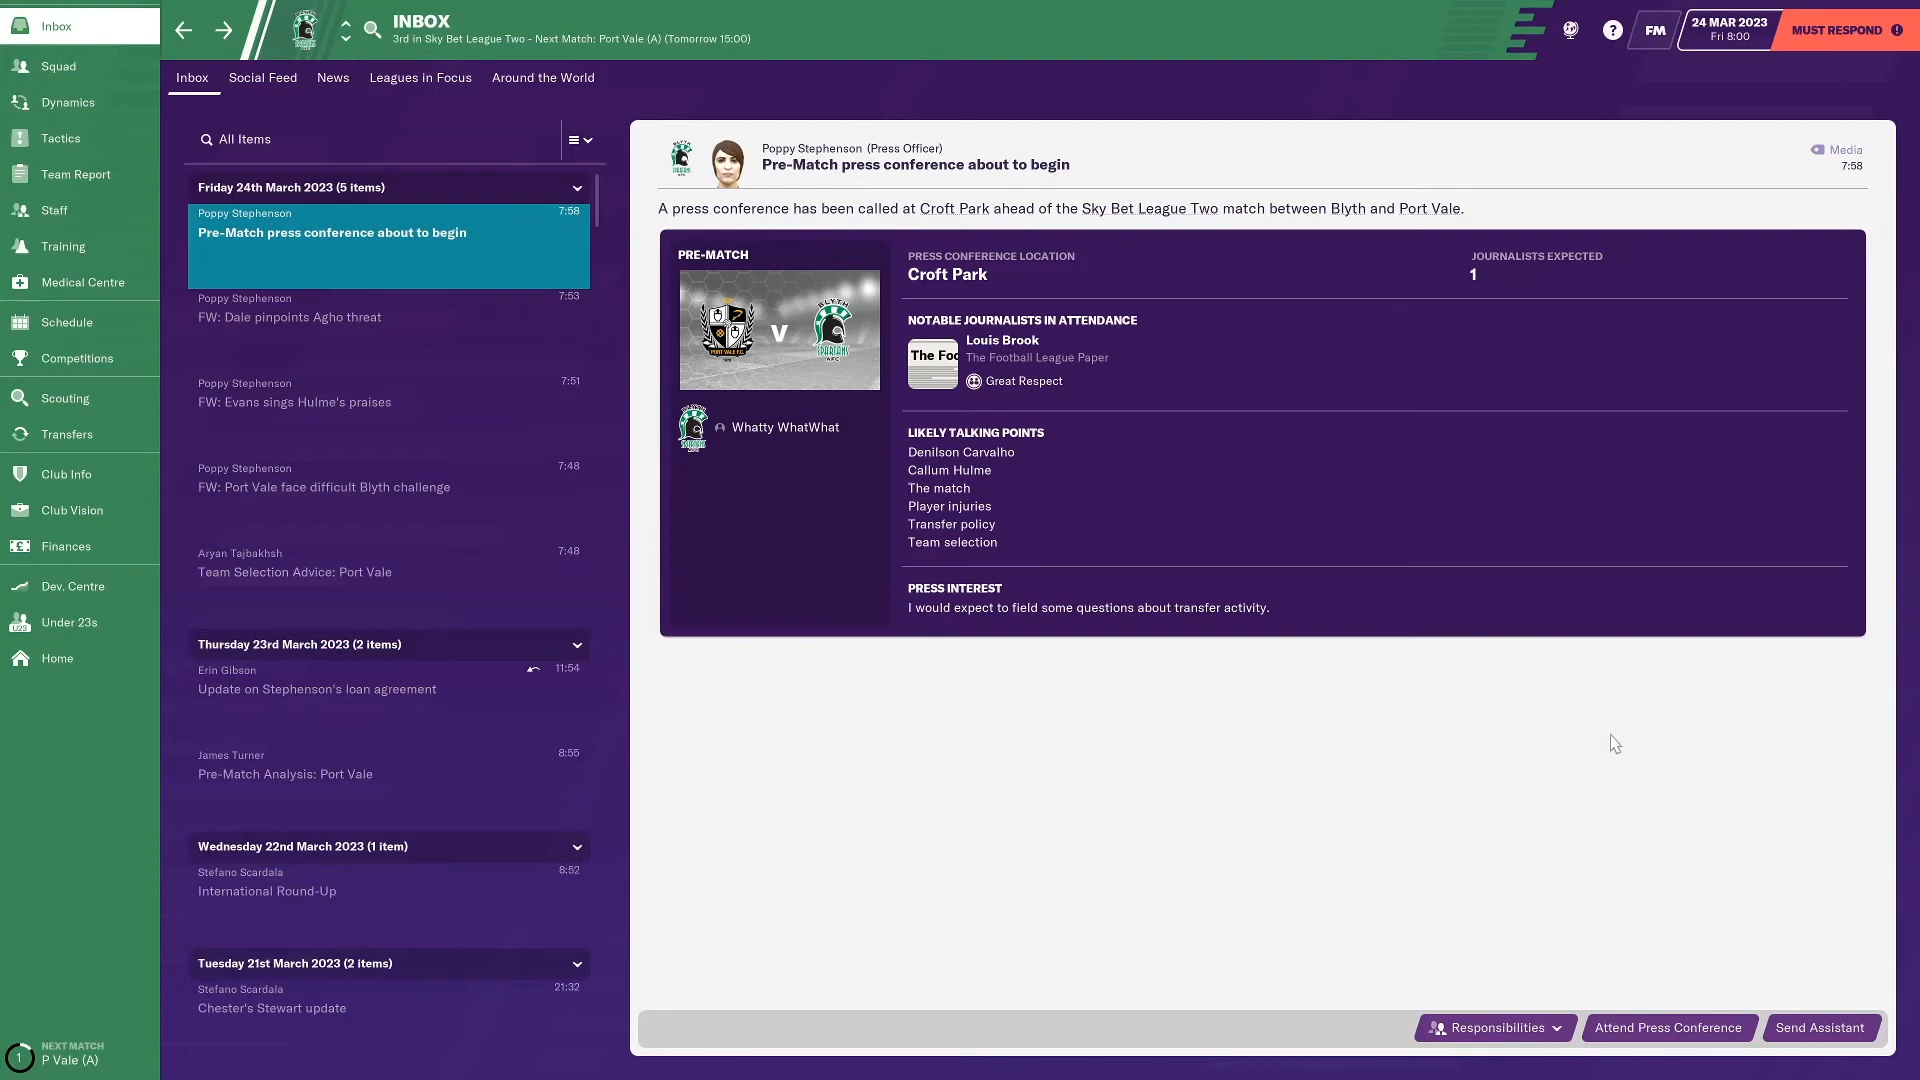 Inbox
Squad
Dynamics
Tactics
Team Report
Staff
Training
Medical Centre
Schedule
Competitions
Scouting
Transfers
Club Info
Club Vision
Finances
Dev. Centre
U23
Under 23s
Home
1
NEXT MATCH
P Vale (A)
INBOX
3rd in Sky Bet League Two - Next Match: Port Vale (A) (Tomorrow 15:00)
?
FM
24 MAR 2023
Fri 8:00
MUST RESPOND
Inbox
Social Feed
News
Leagues in Focus
Around the World
All Items
Friday 24th March 2023 (5 items)
Poppy Stephenson
7:58
Pre-Match press conference about to begin
Poppy Stephenson
7:53
FW: Dale pinpoints Agho threat
Poppy Stephenson
7:51
FW: Evans sings Hulme's praises
Poppy Stephenson
7:48
FW: Port Vale face difficult Blyth challenge
Aryan Tajbakhsh
7:48
Team Selection Advice: Port Vale
Thursday 23rd March 2023 (2 items)
Erin Gibson
11:54
Update on Stephenson's loan agreement
James Turner
8:55
Pre-Match Analysis: Port Vale
Wednesday 22nd March 2023 (1 item)
Stefano Scardala
8:52
International Round-Up
Tuesday 21st March 2023 (2 items)
Stefano Scardala
21:32
Chester's Stewart update
Poppy Stephenson (Press Officer)
Pre-Match press conference about to begin
Media
7:58
A press conference has been called at Croft Park ahead of the Sky Bet League Two match between Blyth and Port Vale.
PRE-MATCH
PORT VALE F.C.
V
BLYTH
SPARTANS
AFC
Whatty WhatWhat
PRESS CONFERENCE LOCATION
Croft Park
JOURNALISTS EXPECTED
1
NOTABLE JOURNALISTS IN ATTENDANCE
The Foo
Louis Brook
The Football League Paper
Great Respect
LIKELY TALKING POINTS
Denilson Carvalho
Callum Hulme
The match
Player injuries
Transfer policy
Team selection
PRESS INTEREST
I would expect to field some questions about transfer activity.
Responsibilities
Attend Press Conference
Send Assistant